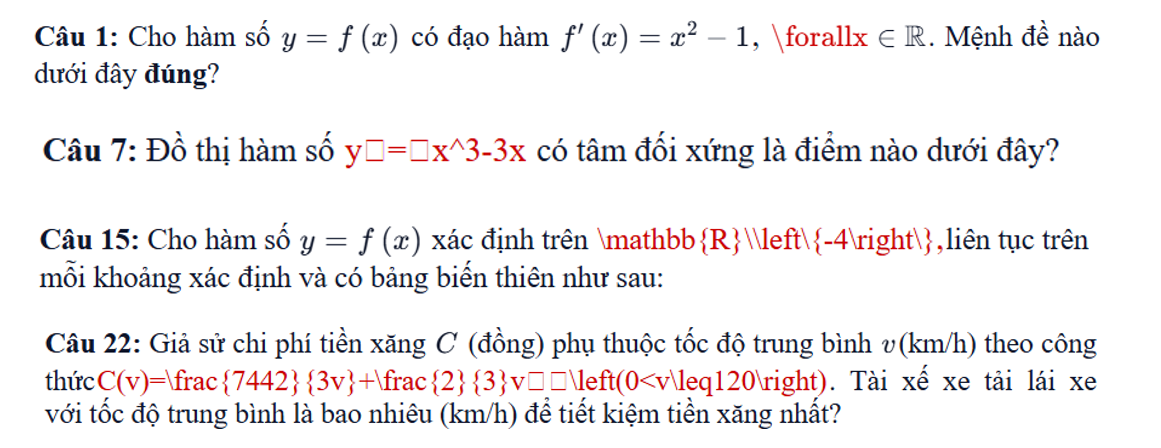 Câu 1: Cho hàm số y = f (x) có đạo hàm f′ (x) = x² − 1, \forallx ∈ ℝ. Mệnh đề nào
dưới đây đúng?
Câu 7: Đồ thị hàm số y□=□x^3-3x có tâm đối xứng là điểm nào dưới đây?
Câu 15: Cho hàm số y = f (x) xác định trên \mathbb{R}\\left\{-4\right\},liên tục trên
mỗi khoảng xác định và có bảng biến thiên như sau:
Câu 22: Giả sử chi phí tiền xăng C (đồng) phụ thuộc tốc độ trung bình v(km/h) theo công
thứcC(v)=\frac{7442}{3v}+\frac{2}{3}v□□\left(0<v\leq120\right). Tài xế xe tải lái xe
với tốc độ trung bình là bao nhiêu (km/h) để tiết kiệm tiền xăng nhất?